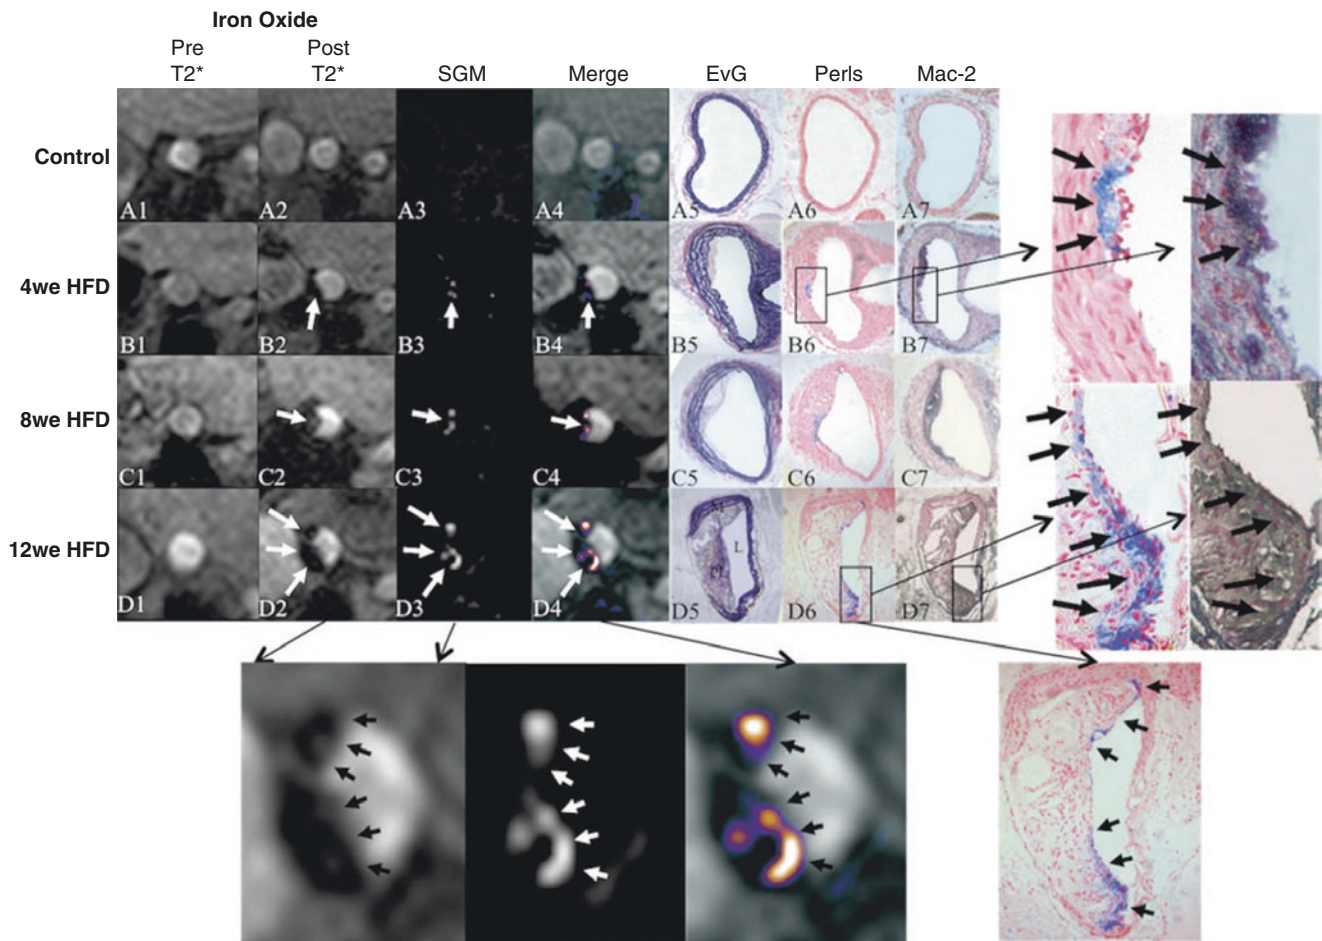 Iron Oxide
Pre Post
T2* T2* SGM Merge EvG Perls Mac-2
Control
A1 A2 A3 A4 A5 A6 A7
4we HFD
B1 B2 B3 B4 B5 B6 B7
8we HFD
C1 C2 C3 C4 C5 C6 C7
12we HFD
L
D1 D2 D3 D4 D5 D6 D7